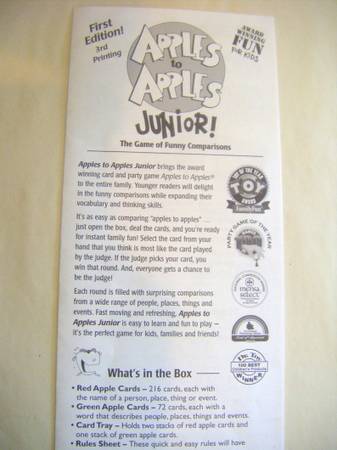 First
Edition!
3rd
Printing
AWARD
WINNING
FUN
FOR KIDS
APPLES
to
APPLES
JUNIOR!
The Game of Funny Comparisons
Apples to Apples Junior brings the award
winning card and party game Apples to Apples®
to the entire family. Younger readers will delight
in the funny comparisons while expanding their
vocabulary and thinking skills.
It's as easy as comparing "apples to apples" ...
just open the box, deal the cards, and you're ready
for instant family fun! Select the card from your
hand that you think is most like the card played
by the judge. If the judge picks your card, you
win that round. And, everyone gets a chance to
be the judge!
Each round is filled with surprising comparisons
from a wide range of people, places, things and
events. Fast moving and refreshing, Apples to
Apples Junior is easy to learn and fun to play –
it's the perfect game for kids, families and friends!
TOY
AWARD
PARTY GAME OF THE YEAR
mensa
select
Dr. Toy
100 BEST
WINNER
What's in the Box
• Red Apple Cards – 216 cards, each with
the name of a person, place, thing or event.
• Green Apple Cards – 72 cards, each with a
word that describes people, places, things and events.
• Card Tray – Holds two stacks of red apple cards and
one stack of green apple cards.
• Rules Sheet – These quick and easy rules will have